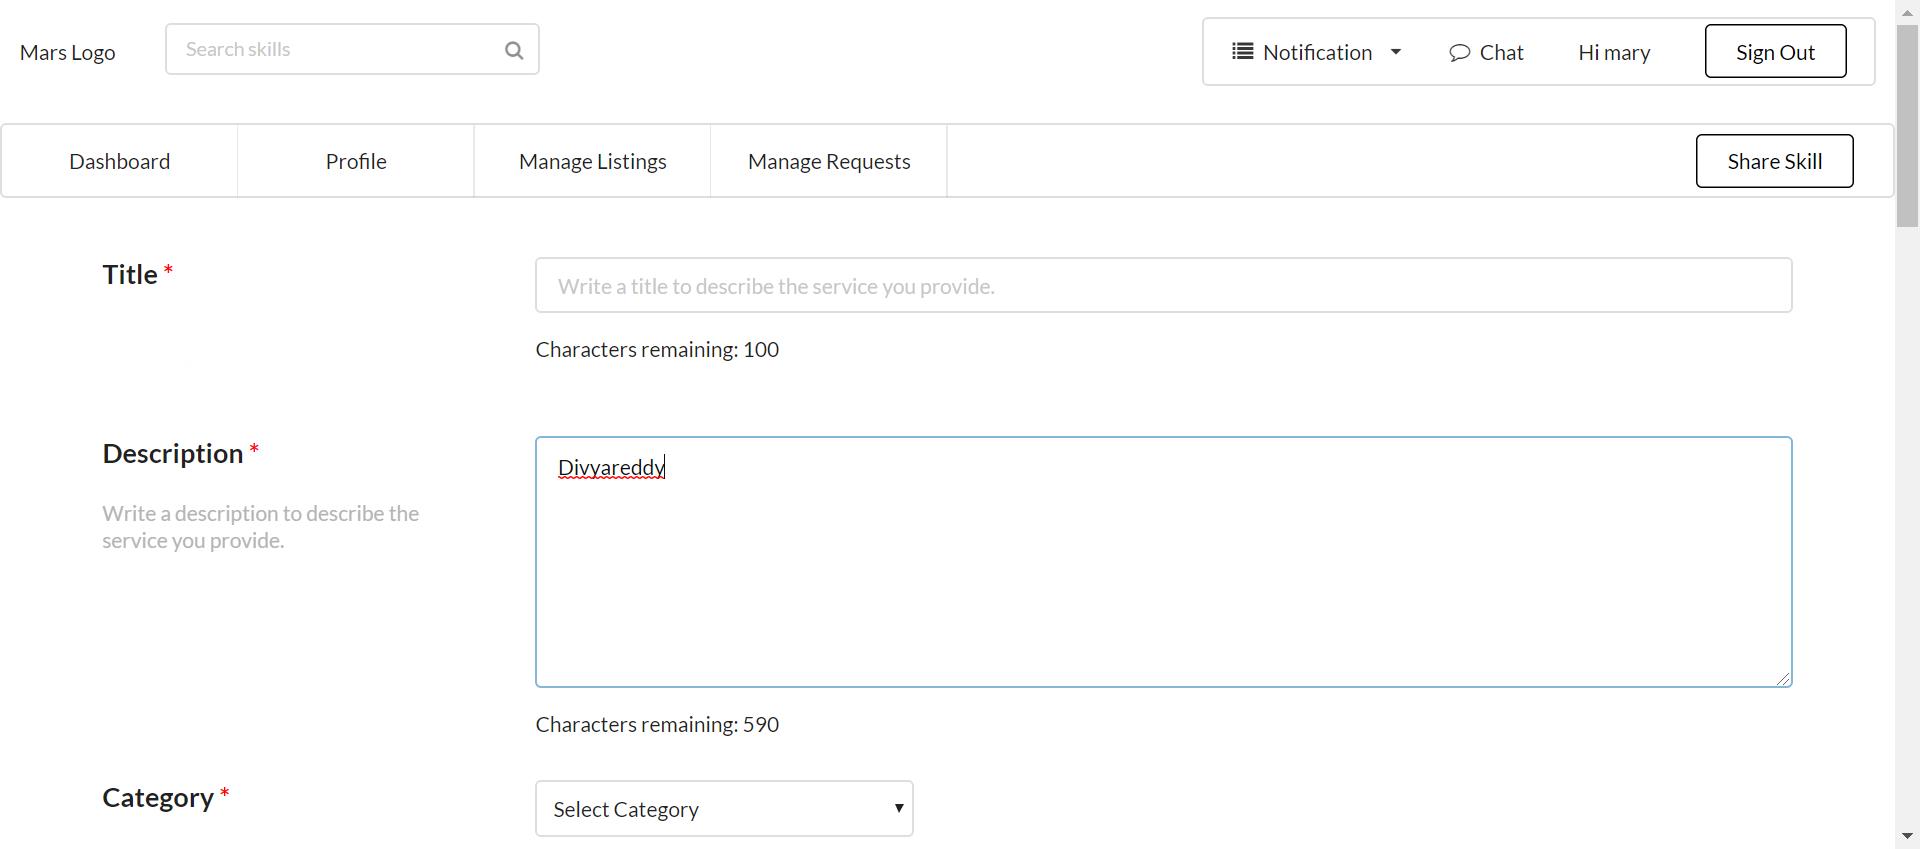 Mars Logo
Search skills
Notification
Chat
Hi mary
Sign Out
Dashboard
Profile
Manage Listings
Manage Requests
Share Skill
Title *
Write a title to describe the service you provide.
Characters remaining: 100
Description *
Write a description to describe the
service you provide.
Divyareddy
Characters remaining: 590
Category *
Select Category